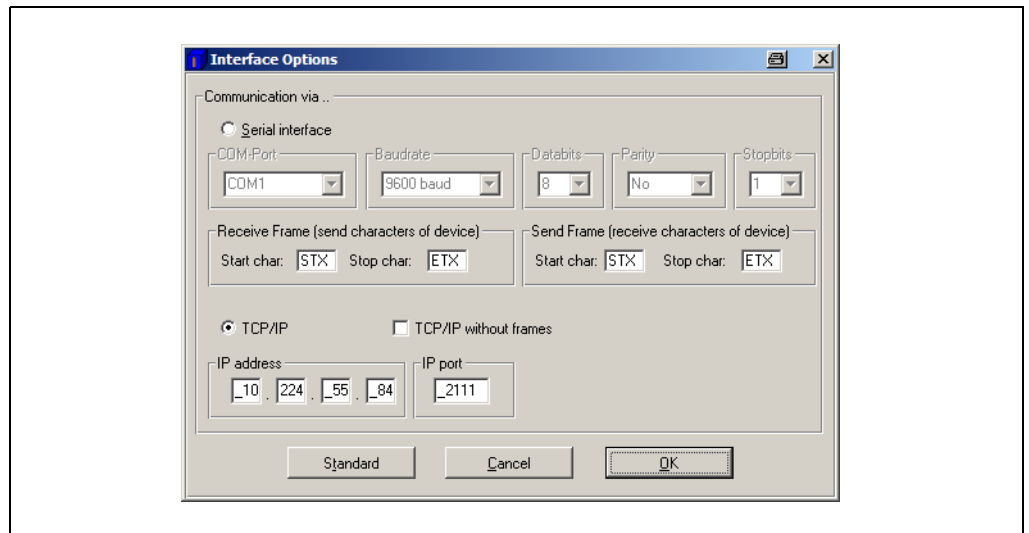 Interface Options
Communication via ..
Serial interface
COM-Port Baudrate Databits Parity Stopbits
COM1 9600 baud 8 No 1
Receive Frame (send characters of device) Send Frame (receive characters of device)
Start char: STX Stop char: ETX Start char: STX Stop char: ETX
TCP/IP TCP/IP without frames
IP address IP port
_10 . 224 . _55 . _84 _2111
Standard Cancel OK